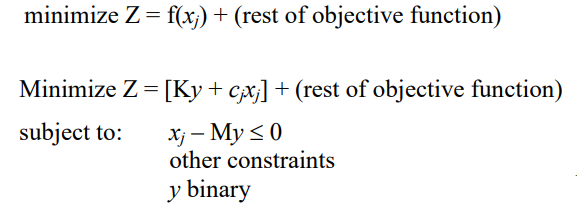 minimize Z = f(xⱼ) + (rest of objective function)
Minimize Z = [Ky + cⱼxⱼ] + (rest of objective function)
subject to: xⱼ – My ≤ 0
other constraints
y binary